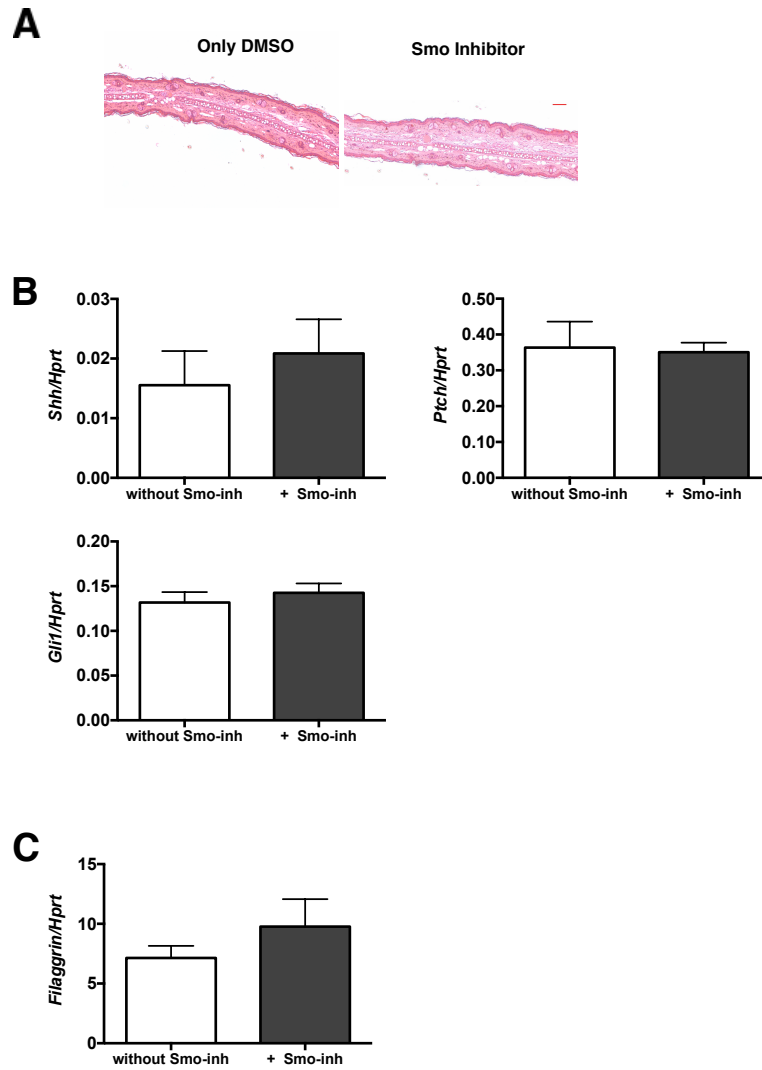 A
Only DMSO
Smo Inhibitor
B
Shh/Hprt
0.03
0.02
0.01
0.00
without Smo-inh
+ Smo-inh
Ptch/Hprt
0.50
0.40
0.30
0.20
0.10
0.00
without Smo-inh
+ Smo-inh
Gli1/Hprt
0.20
0.15
0.10
0.05
0.00
without Smo-inh
+ Smo-inh
C
Filaggrin/Hprt
15
10
5
0
without Smo-inh
+ Smo-inh